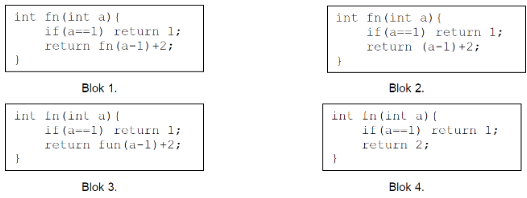 int fn(int a){
if(a==1) return 1;
return fn(a-1)+2;
}
Blok 1.
int fn(int a){
if(a==1) return 1;
return (a-1)+2;
}
Blok 2.
int fn(int a){
if(a==1) return 1;
return fun(a-1)+2;
}
Blok 3.
int fn(int a){
if(a==1) return 1;
return 2;
}
Blok 4.